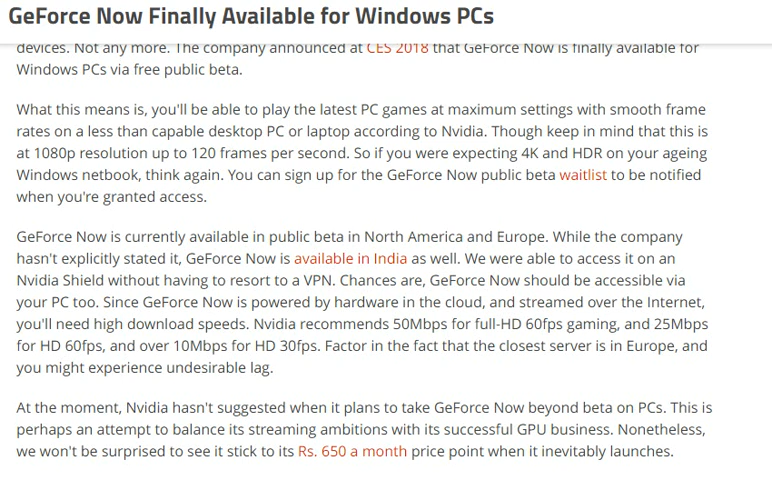 GeForce Now Finally Available for Windows PCs
devices. Not any more. The company announced at CES 2018 that GeForce Now is finally available for
Windows PCs via free public beta.
What this means is, you'll be able to play the latest PC games at maximum settings with smooth frame
rates on a less than capable desktop PC or laptop according to Nvidia. Though keep in mind that this is
at 1080p resolution up to 120 frames per second. So if you were expecting 4K and HDR on your ageing
Windows netbook, think again. You can sign up for the GeForce Now public beta waitlist to be notified
when you're granted access.
GeForce Now is currently available in public beta in North America and Europe. While the company
hasn't explicitly stated it, GeForce Now is available in India as well. We were able to access it on an
Nvidia Shield without having to resort to a VPN. Chances are, GeForce Now should be accessible via
your PC too. Since GeForce Now is powered by hardware in the cloud, and streamed over the Internet,
you'll need high download speeds. Nvidia recommends 50Mbps for full-HD 60fps gaming, and 25Mbps
for HD 60fps, and over 10Mbps for HD 30fps. Factor in the fact that the closest server is in Europe, and
you might experience undesirable lag.
At the moment, Nvidia hasn't suggested when it plans to take GeForce Now beyond beta on PCs. This is
perhaps an attempt to balance its streaming ambitions with its successful GPU business. Nonetheless,
we won't be surprised to see it stick to its Rs. 650 a month price point when it inevitably launches.